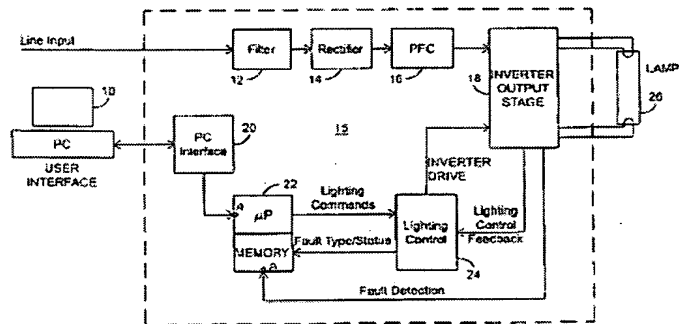 Line Input
Filter
12
Rectifier
14
PFC
16
18
INVERTER
OUTPUT
STAGE
LAMP
26
10
PC
USER
INTERFACE
PC
Interface
20
15
INVERTER
DRIVE
22
A
µP
MEMORY
A
Lighting
Commands
Fault Type/Status
Lighting
Control
24
Lighting
Control
Feedback
Fault Detection